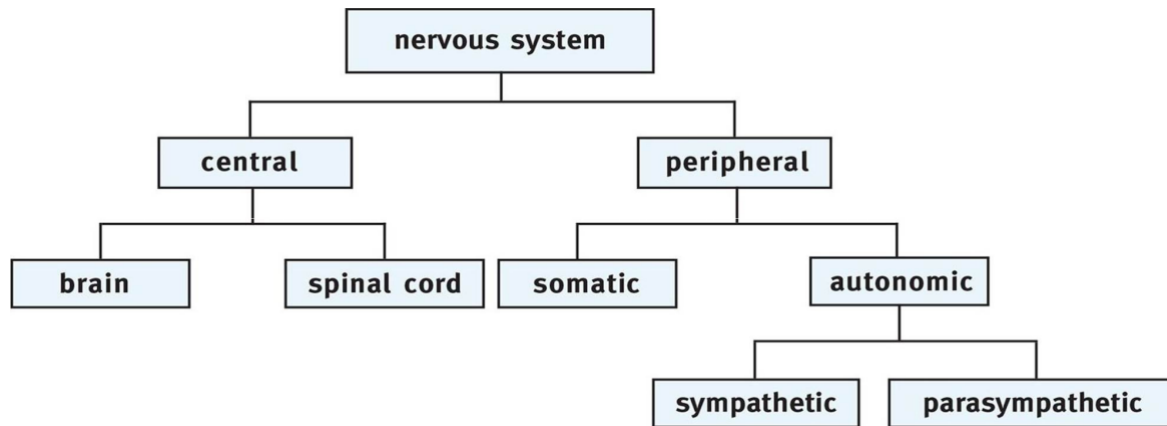 nervous system
central
peripheral
brain
spinal cord
somatic
autonomic
sympathetic
parasympathetic